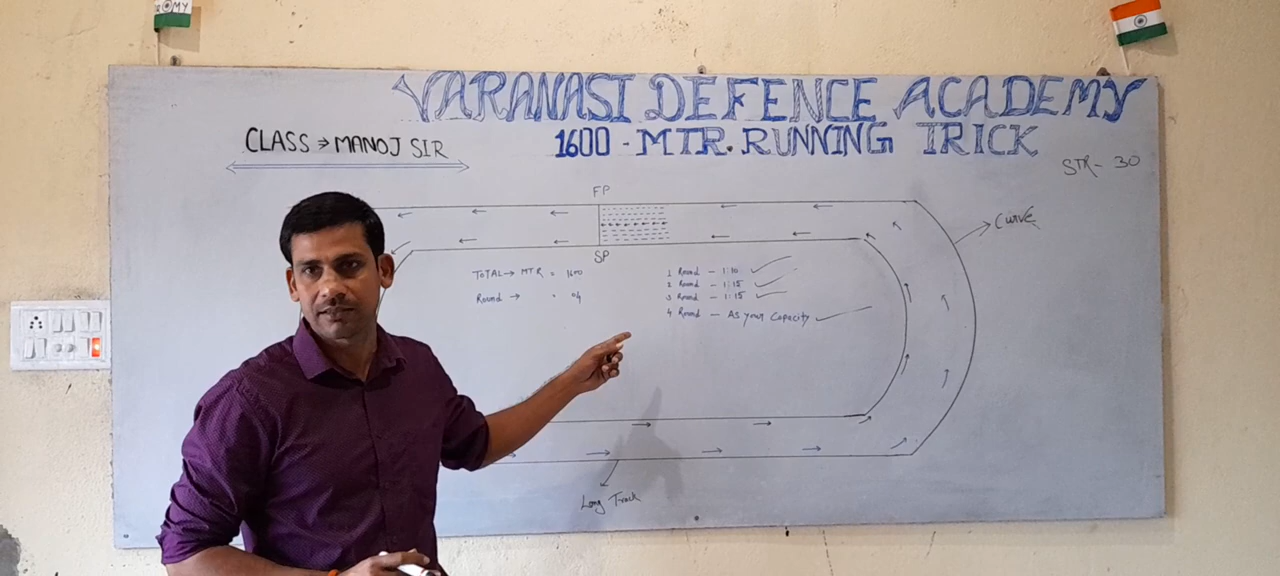 VARANASI DEFENCE ACADEMY
1600 - MTR. RUNNING TRICK
CLASS → MANOJ SIR
STR- 30
FP
Curve
SP
TOTAL → MTR = 1600
Round → = 04
1 Round - 1:10
2 Round - 1:15
3 Round - 1:15
4 Round - As your Capacity
Long Track